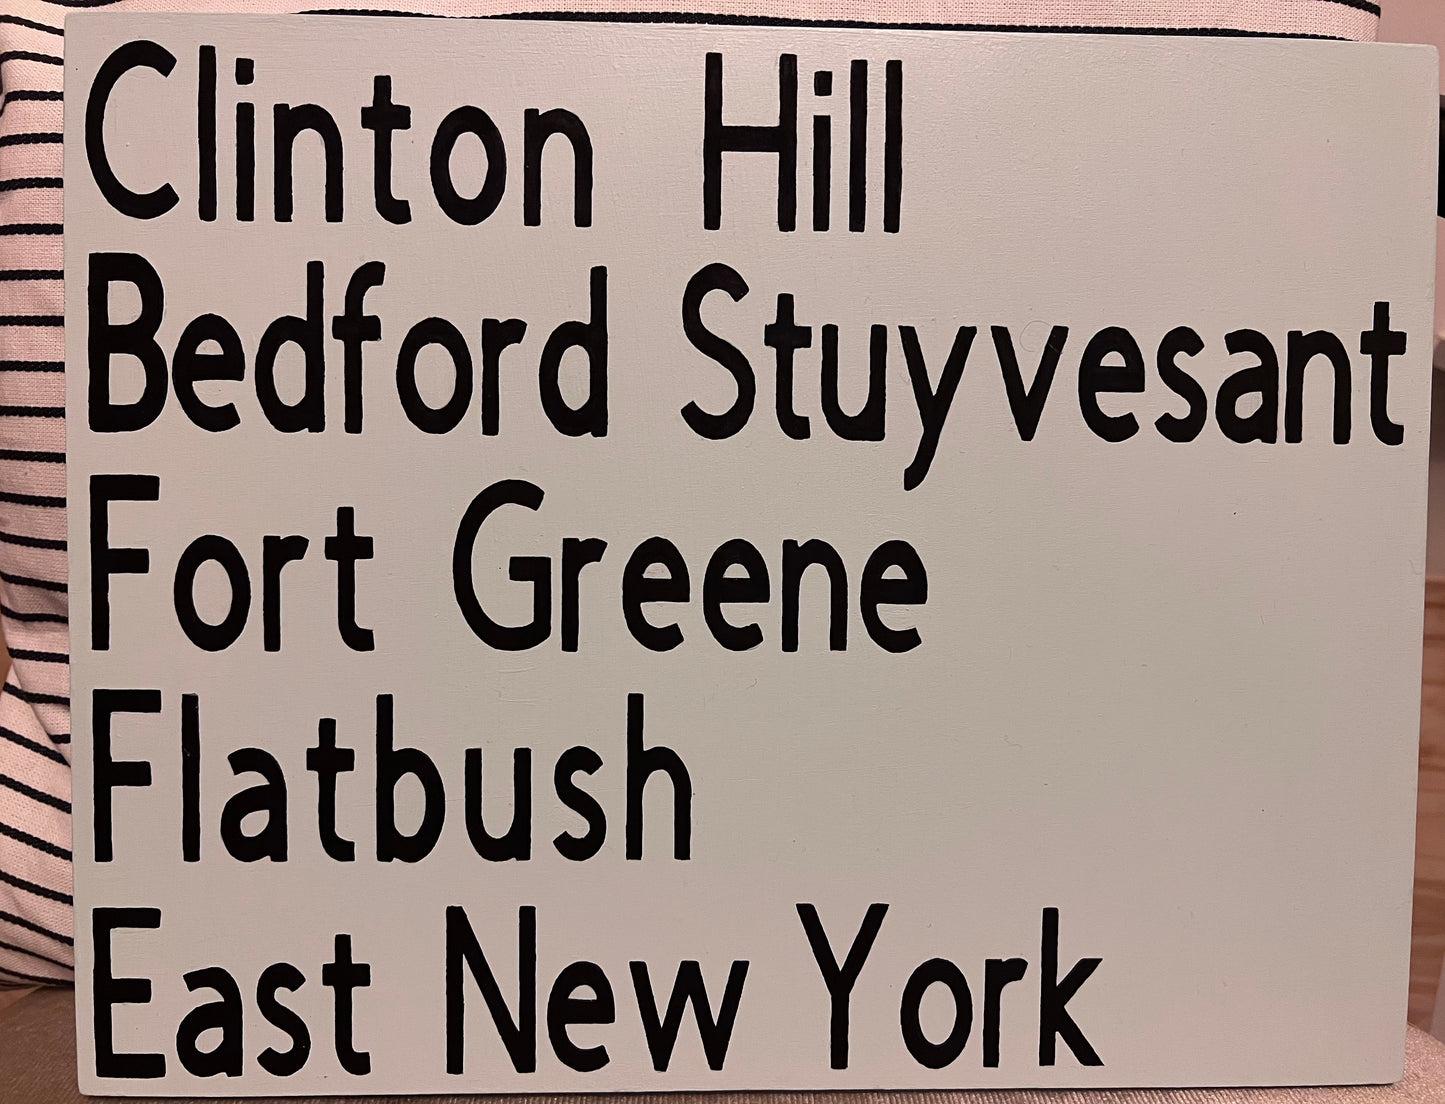 Clinton Hill
Bedford Stuyvesant
Fort Greene
Flatbush
East New York